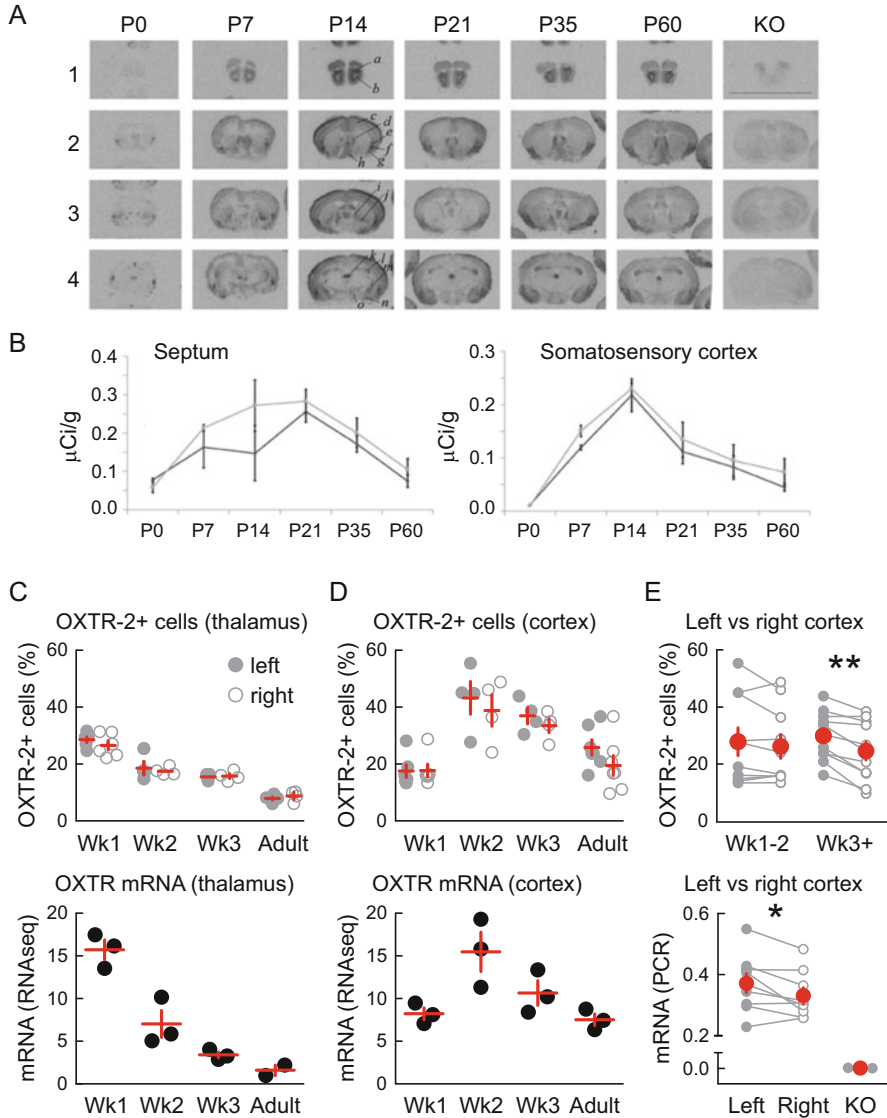 A
P0 P7 P14 P21 P35 P60 KO
1
a
b
2
c
d
e
f
g
h
3
i
j
4
k
l
m
n
o
B
Septum
μCi/g
0.4
0.3
0.2
0.1
0.0
P0 P7 P14 P21 P35 P60
Somatosensory cortex
μCi/g
0.3
0.2
0.1
0.0
P0 P7 P14 P21 P35 P60
C
OXTR-2+ cells (thalamus)
OXTR-2+ cells (%)
60
40
20
0
left
right
Wk1 Wk2 Wk3 Adult
OXTR mRNA (thalamus)
mRNA (RNAseq)
20
15
10
5
0
Wk1 Wk2 Wk3 Adult
D
OXTR-2+ cells (cortex)
OXTR-2+ cells (%)
60
40
20
0
Wk1 Wk2 Wk3 Adult
OXTR mRNA (cortex)
mRNA (RNAseq)
20
15
10
5
0
Wk1 Wk2 Wk3 Adult
E
Left vs right cortex
OXTR-2+ cells (%)
60
40
20
0
**
Wk1-2 Wk3+
Left vs right cortex
mRNA (PCR)
0.6
0.4
0.2
0.0
*
Left Right KO